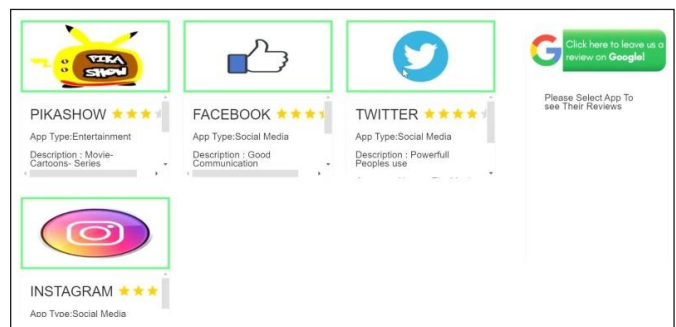 PIKA
SHOW
PIKASHOW
App Type:Entertainment
Description : Movie-
Cartoons- Series
FACEBOOK
App Type:Social Media
Description : Good
Communication
TWITTER
App Type:Social Media
Description : Powerfull
Peoples use
Click here to leave us a
review on Google!
Please Select App To
see Their Reviews
INSTAGRAM
App Type:Social Media